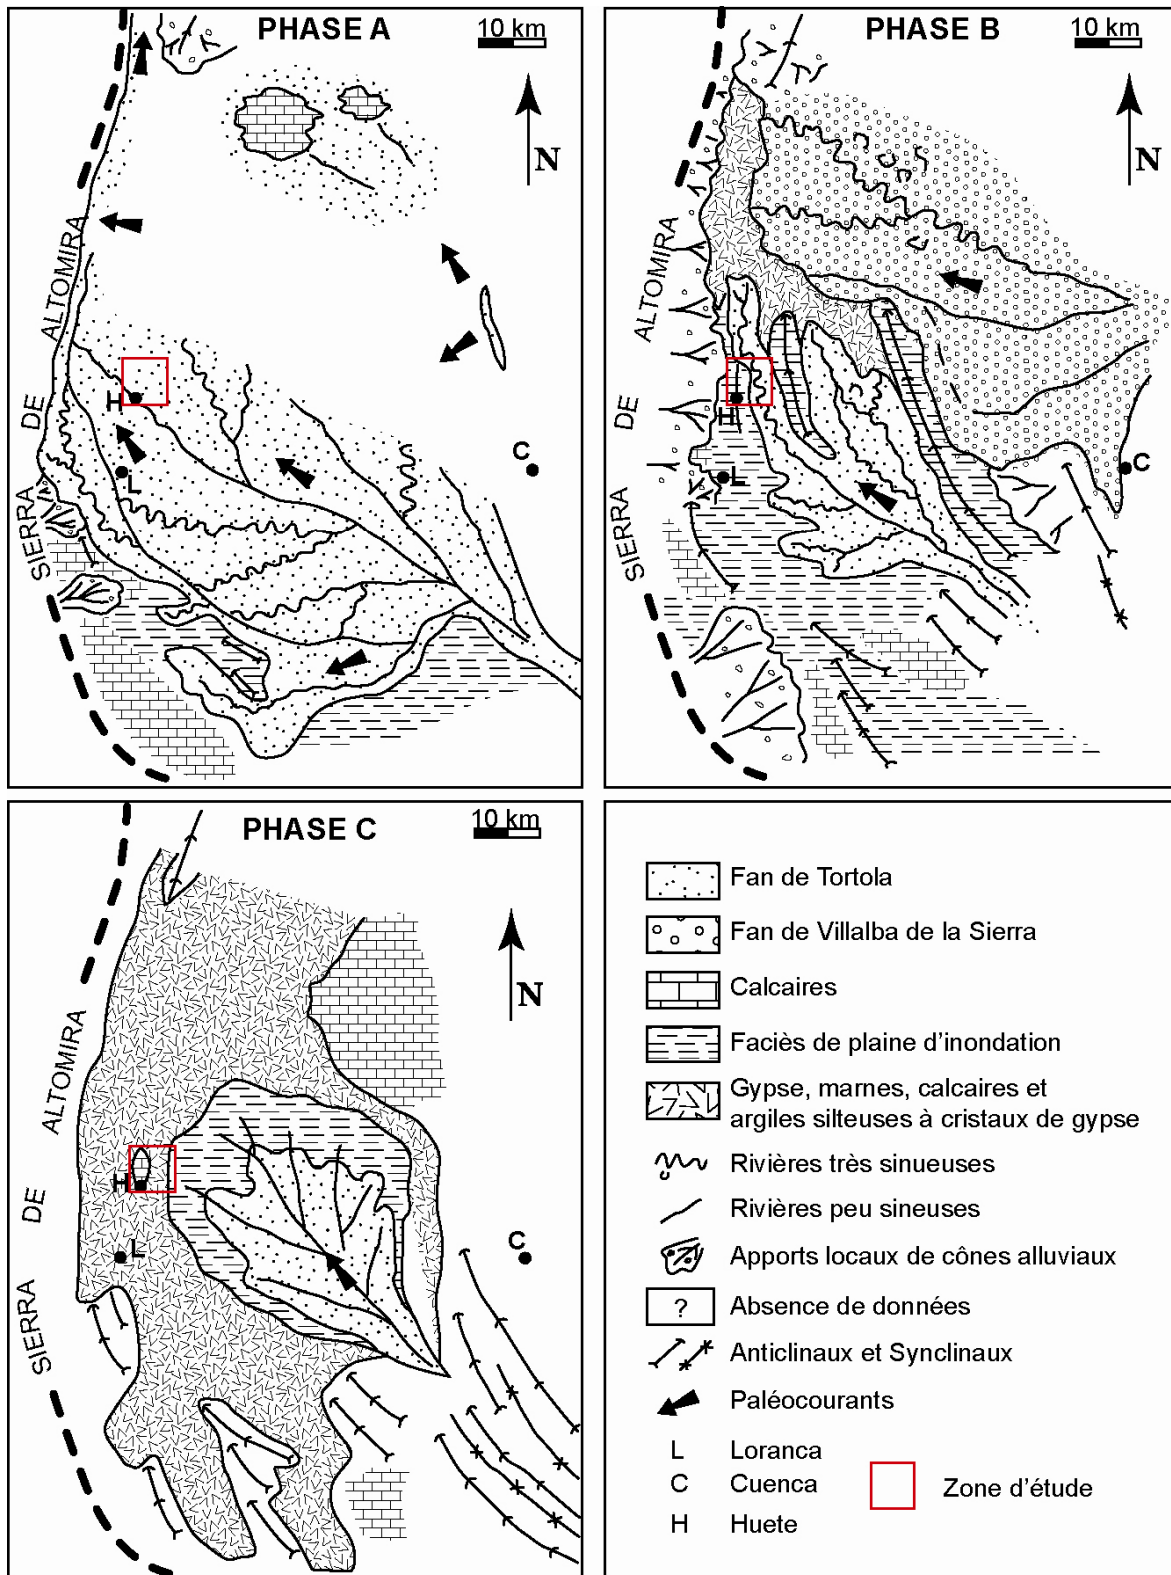 PHASE A
10 km
N
SIERRA DE ALTOMIRA
H
L
C
PHASE B
10 km
N
SIERRA DE ALTOMIRA
H
L
C
PHASE C
10 km
N
SIERRA DE ALTOMIRA
H
L
C
Fan de Tortola
Fan de Villalba de la Sierra
Calcaires
Faciès de plaine d'inondation
Gypse, marnes, calcaires et
argiles silteuses à cristaux de gypse
Rivières très sinueuses
Rivières peu sineuses
Apports locaux de cônes alluviaux
? Absence de données
Anticlinaux et Synclinaux
Paléocourants
L Loranca
C Cuenca
H Huete
Zone d'étude